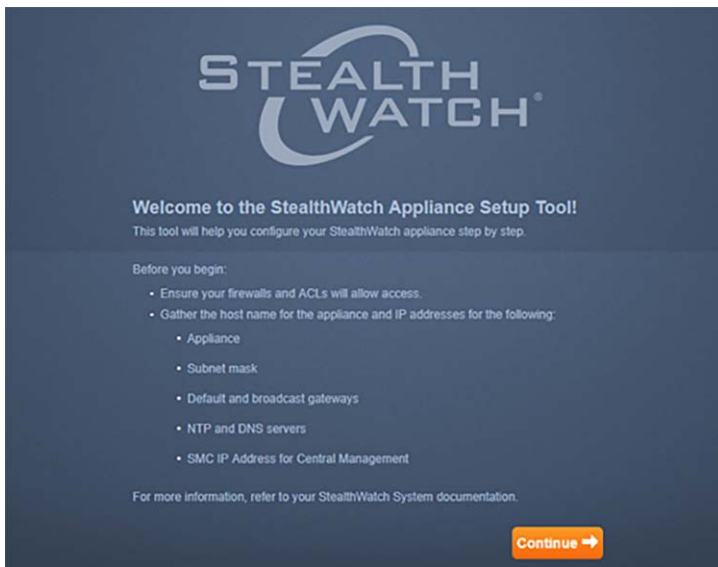 STEALTH
WATCH®
Welcome to the StealthWatch Appliance Setup Tool!
This tool will help you configure your StealthWatch appliance step by step.
Before you begin:
• Ensure your firewalls and ACLs will allow access.
• Gather the host name for the appliance and IP addresses for the following:
• Appliance
• Subnet mask
• Default and broadcast gateways
• NTP and DNS servers
• SMC IP Address for Central Management
For more information, refer to your StealthWatch System documentation.
Continue ➔